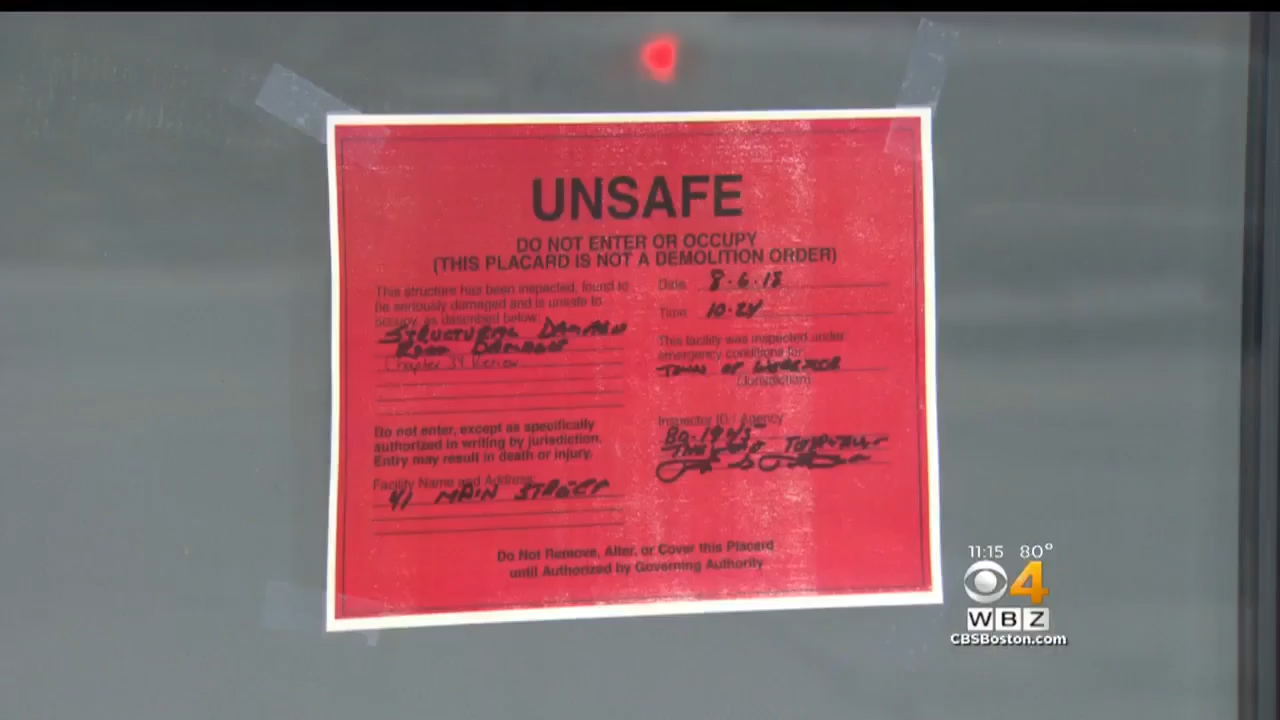 UNSAFE
DO NOT ENTER OR OCCUPY
(THIS PLACARD IS NOT A DEMOLITION ORDER)
This structure has been inspected, found to
be seriously damaged and is unsafe to
occupy, as described below:
STRUCTURAL DAMAGE
ROOF DAMAGE
Chapter 34 Review
Do not enter, except as specifically
authorized in writing by jurisdiction.
Entry may result in death or injury.
Facility Name and Address:
41 MAIN STREET
Date 8.6.18
Time 10:24
This facility was inspected under
emergency conditions for:
TOWN OF
(Jurisdiction)
Inspector ID / Agency
Do Not Remove, Alter, or Cover this Placard
until Authorized by Governing Authority
11:15 80°
4
WBZ
CBSBoston.com